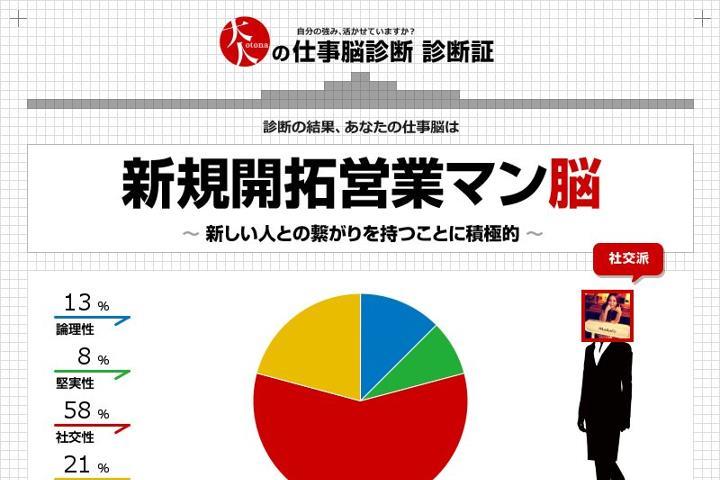 自分の強み、活かせていますか?
大人
otona
の仕事脳診断 診断証
診断の結果、あなたの仕事脳は
新規開拓営業マン脳
～ 新しい人との繋がりを持つことに積極的 ～
社交派
13 %
論理性
8 %
堅実性
58 %
社交性
21 %